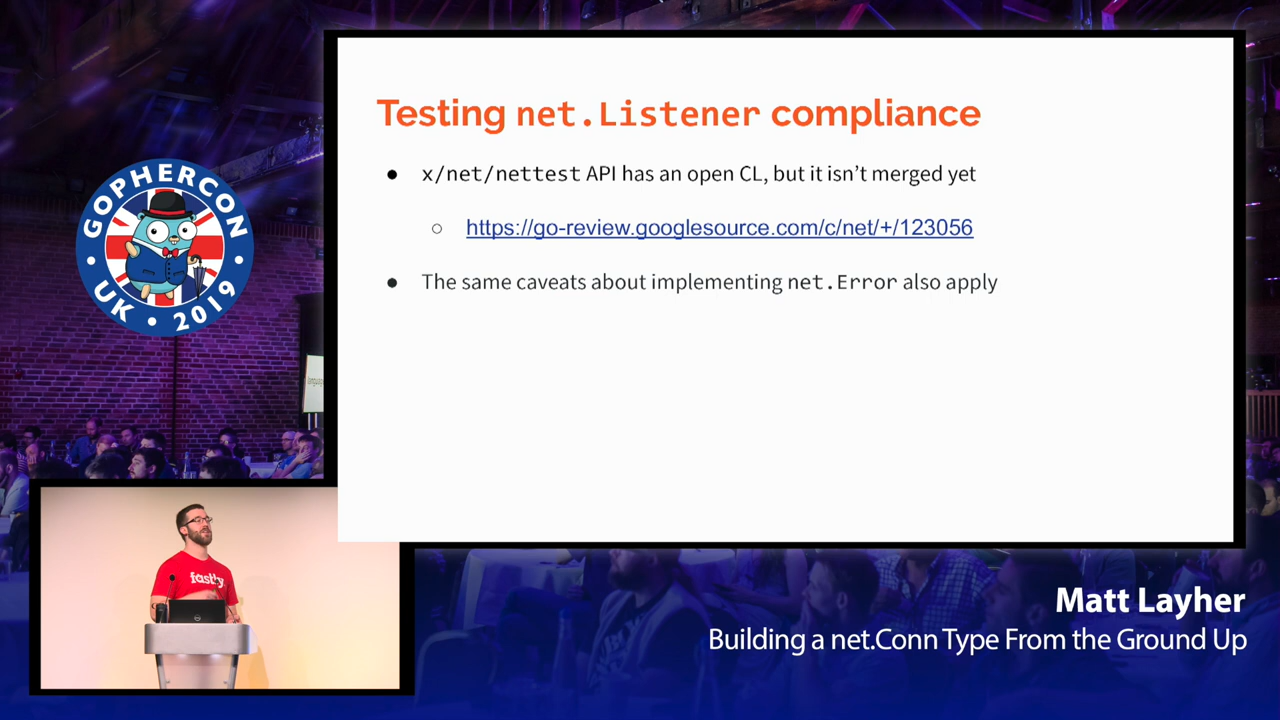 Testing net.Listener compliance
● x/net/nettest API has an open CL, but it isn’t merged yet
○ https://go-review.googlesource.com/c/net/+/123056
● The same caveats about implementing net.Error also apply
GOPHERCON
UK • 2019
fastly
Matt Layher
Building a net.Conn Type From the Ground Up